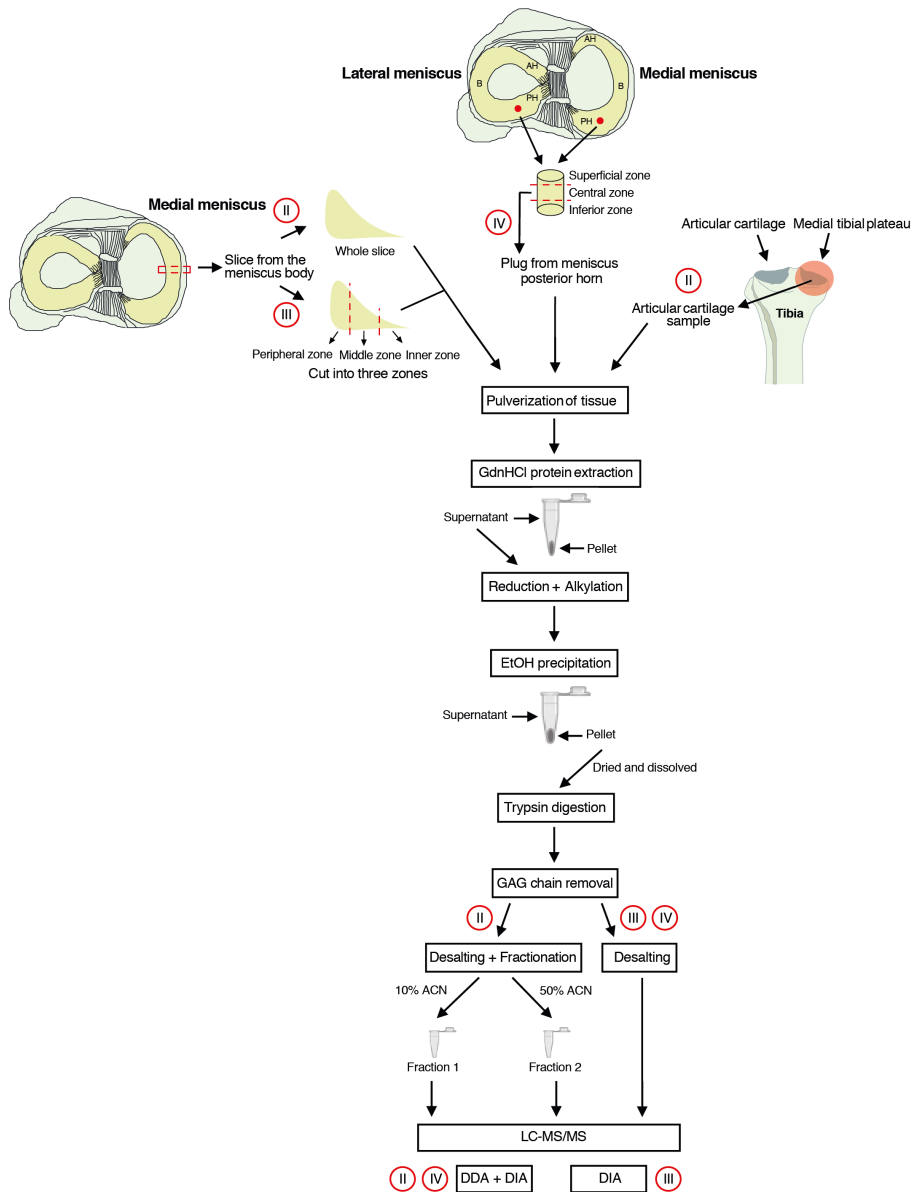 Lateral meniscus
Medial meniscus
AH
B
PH
AH
B
PH
Superficial zone
Central zone
Inferior zone
IV
Plug from meniscus
posterior horn
Medial meniscus
II
Slice from the
meniscus body
III
Whole slice
Peripheral zone
Middle zone
Inner zone
Cut into three zones
Articular cartilage
Medial tibial plateau
II
Articular cartilage
sample
Tibia
Pulverization of tissue
GdnHCl protein extraction
Supernatant
Pellet
Reduction + Alkylation
EtOH precipitation
Supernatant
Pellet
Dried and dissolved
Trypsin digestion
GAG chain removal
II
III
IV
Desalting + Fractionation
Desalting
10% ACN
50% ACN
Fraction 1
Fraction 2
LC-MS/MS
II
IV
DDA + DIA
DIA
III